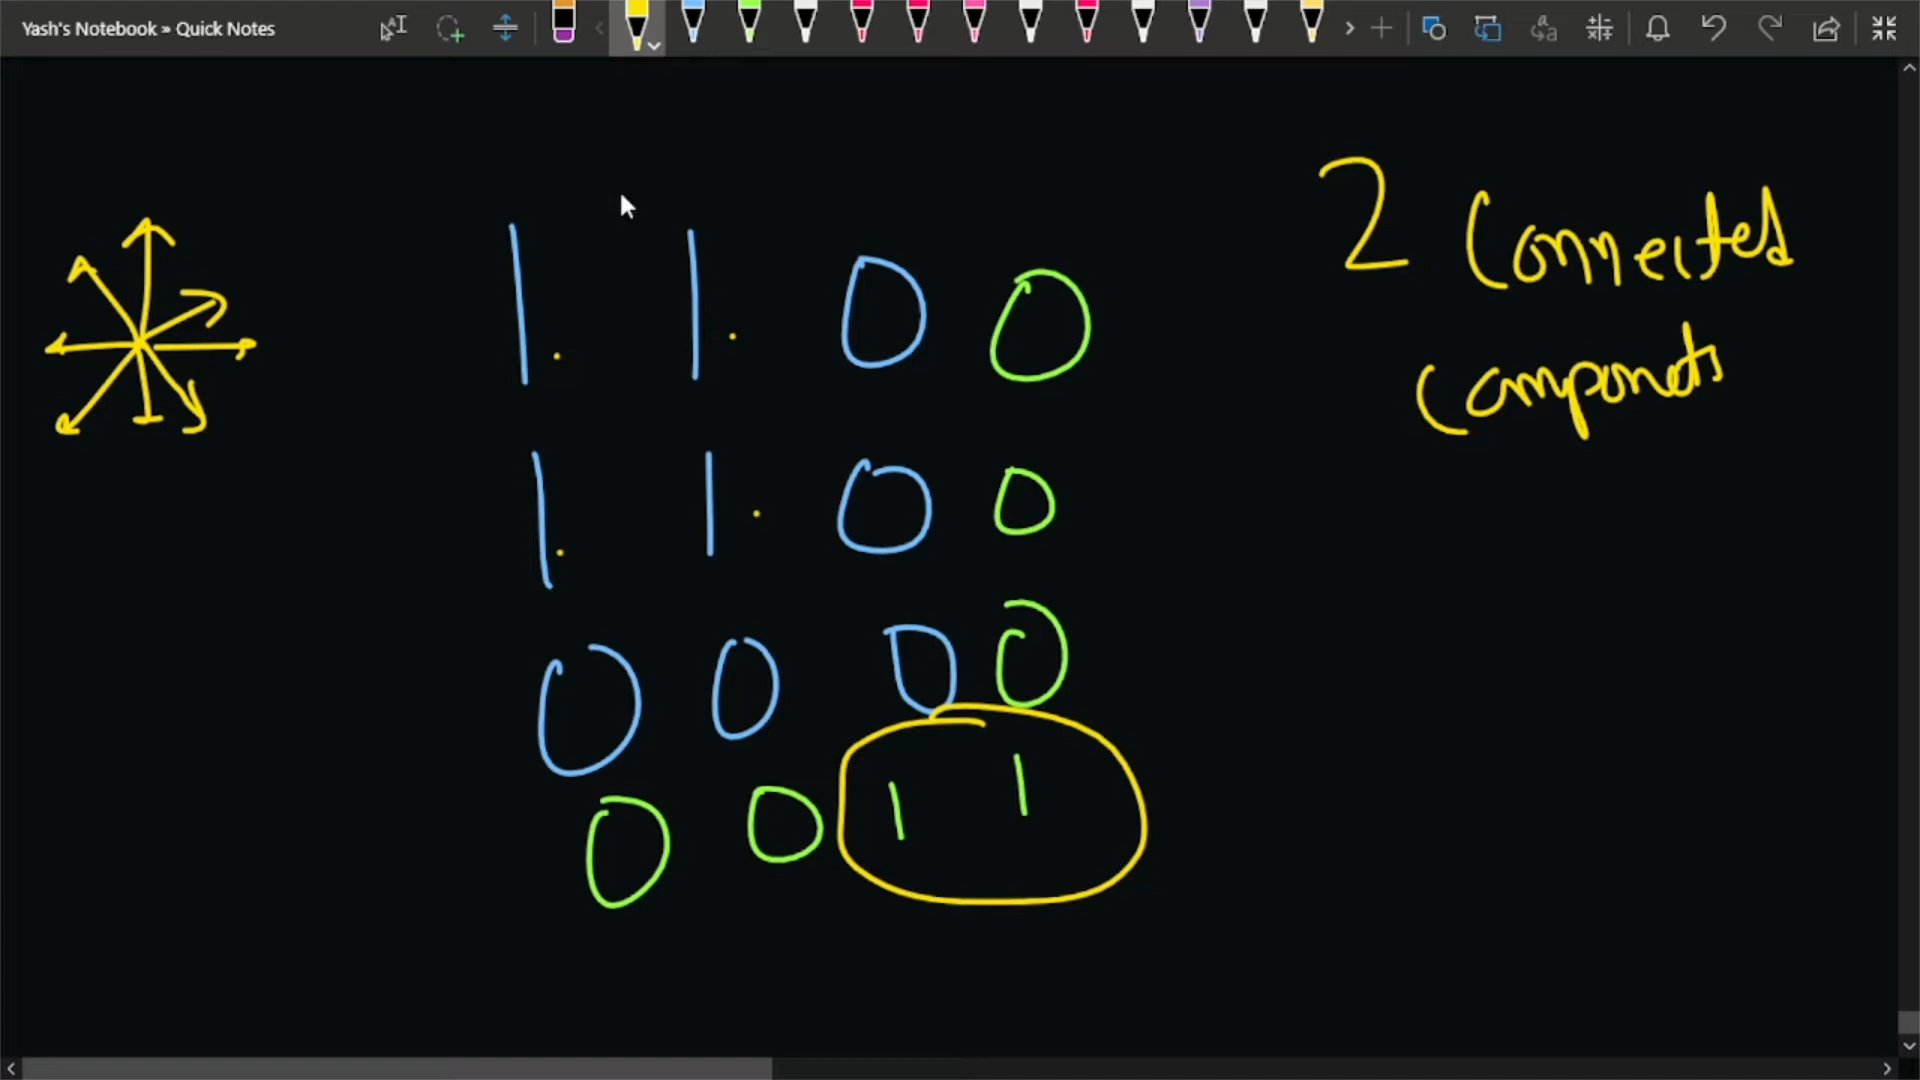 Yash's Notebook » Quick Notes
2 Connected
Components
1 1 0 0
1 1 0 0
0 0 0 0
0 0 1 1